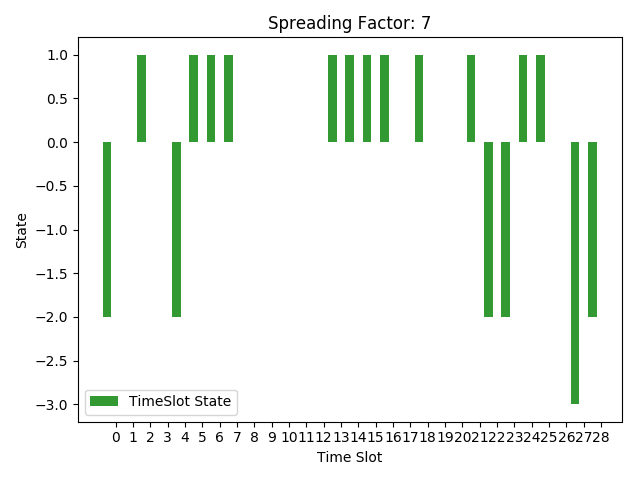 Spreading Factor: 7
1.0
0.5
0.0
−0.5
−1.0
−1.5
−2.0
−2.5
−3.0
State
TimeSlot State
0 1 2 3 4 5 6 7 8 9 10 11 12 13 14 15 16 17 18 19 20 21 22 23 24 25 26 27 28
Time Slot